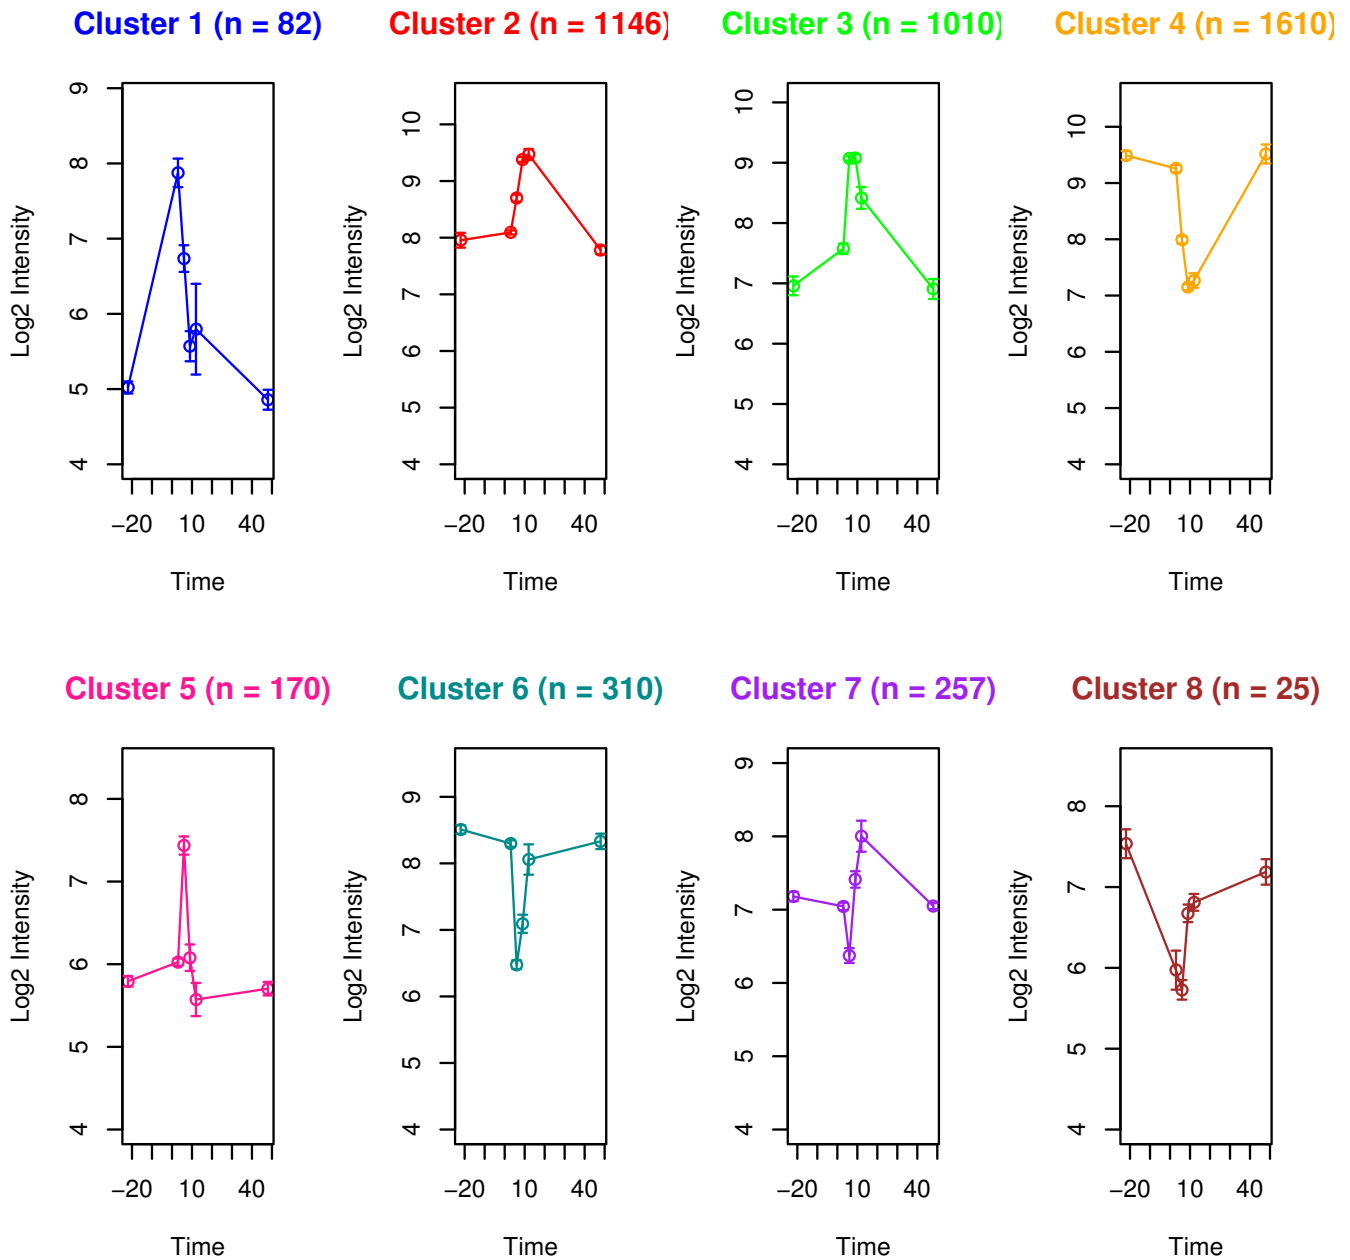 Cluster 1 (n = 82) Cluster 2 (n = 1146) Cluster 3 (n = 1010) Cluster 4 (n = 1610)
Log2 Intensity Log2 Intensity Log2 Intensity Log2 Intensity
9 8 7 6 5 4
10 9 8 7 6 5 4
10 9 8 7 6 5 4
10 9 8 7 6 5 4
−20 10 40 −20 10 40 −20 10 40 −20 10 40
Time Time Time Time
Cluster 5 (n = 170) Cluster 6 (n = 310) Cluster 7 (n = 257) Cluster 8 (n = 25)
Log2 Intensity Log2 Intensity Log2 Intensity Log2 Intensity
8 7 6 5 4
9 8 7 6 5 4
9 8 7 6 5 4
8 7 6 5 4
−20 10 40 −20 10 40 −20 10 40 −20 10 40
Time Time Time Time